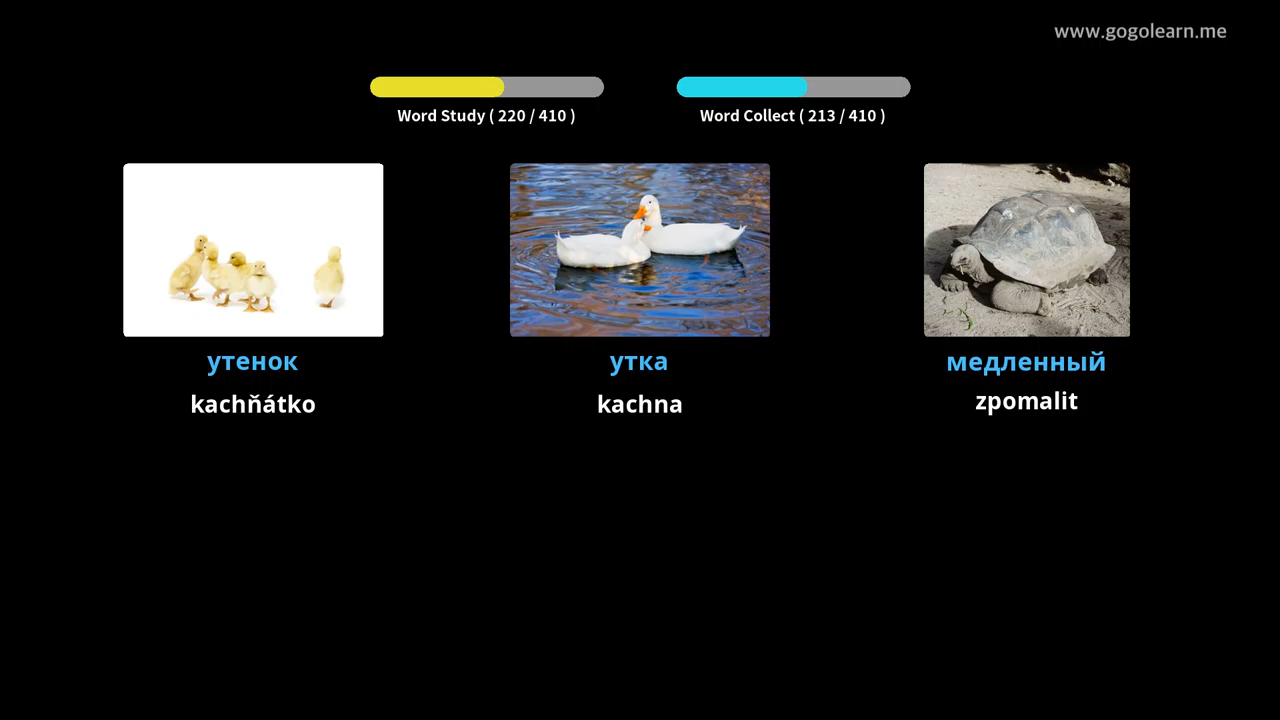 www.gogolearn.me
Word Study ( 220 / 410 )
Word Collect ( 213 / 410 )
утенок
утка
медленный
kachňátko
kachna
zpomalit